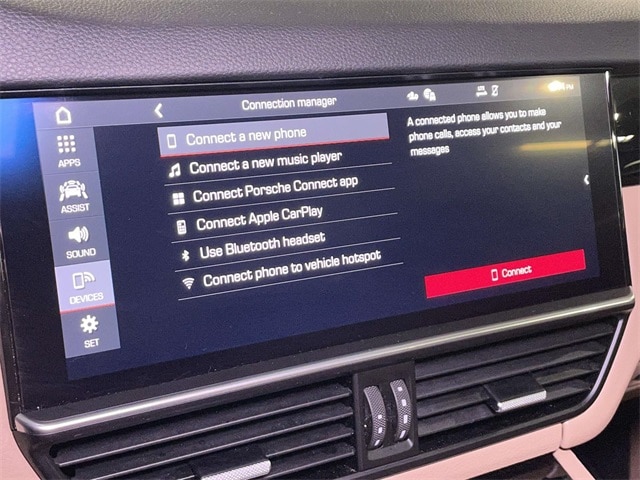 Connection manager
LTE
PM
APPS
ASSIST
SOUND
DEVICES
SET
Connect a new phone
Connect a new music player
Connect Porsche Connect app
Connect Apple CarPlay
Use Bluetooth headset
Connect phone to vehicle hotspot
A connected phone allows you to make
phone calls, access your contacts and your
messages
Connect